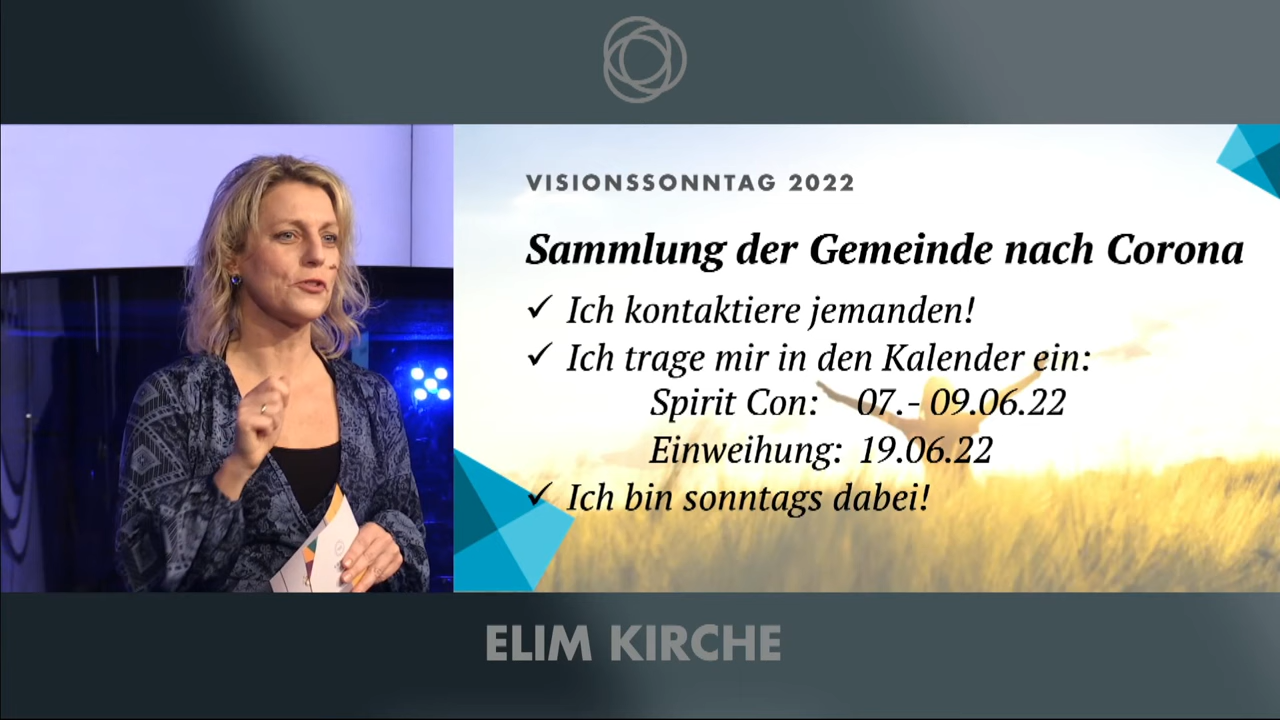 VISIONSSONNTAG 2022
Sammlung der Gemeinde nach Corona
✓ Ich kontaktiere jemanden!
✓ Ich trage mir in den Kalender ein:
Spirit Con: 07.- 09.06.22
Einweihung: 19.06.22
✓ Ich bin sonntags dabei!
ELIM KIRCHE